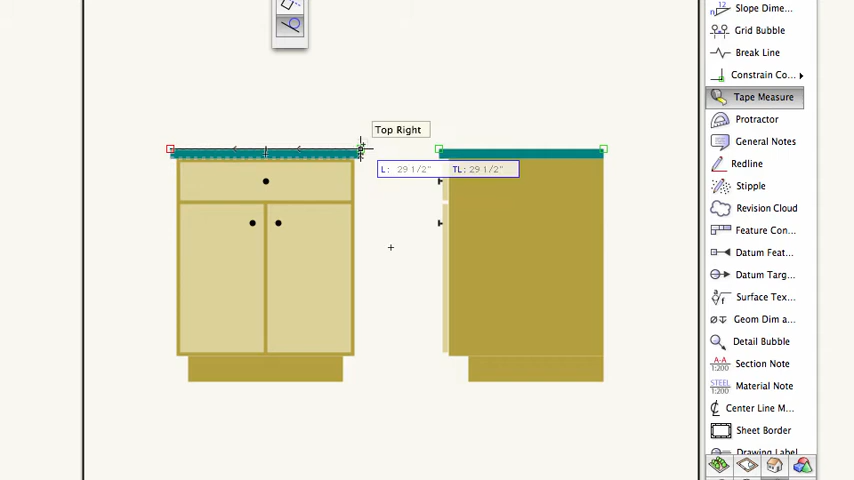 12
n
Slope Dime...
Grid Bubble
Break Line
Constrain Co...
Tape Measure
Top Right
Protractor
General Notes
L: 29 1/2" TL: 29 1/2"
Redline
Stipple
Revision Cloud
Feature Con...
Datum Feat...
Datum Targ...
Surface Tex...
Geom Dim a...
Detail Bubble
A-A
1:200
Section Note
STEEL
1:200
Material Note
Center Line M...
Sheet Border
Drawing Label